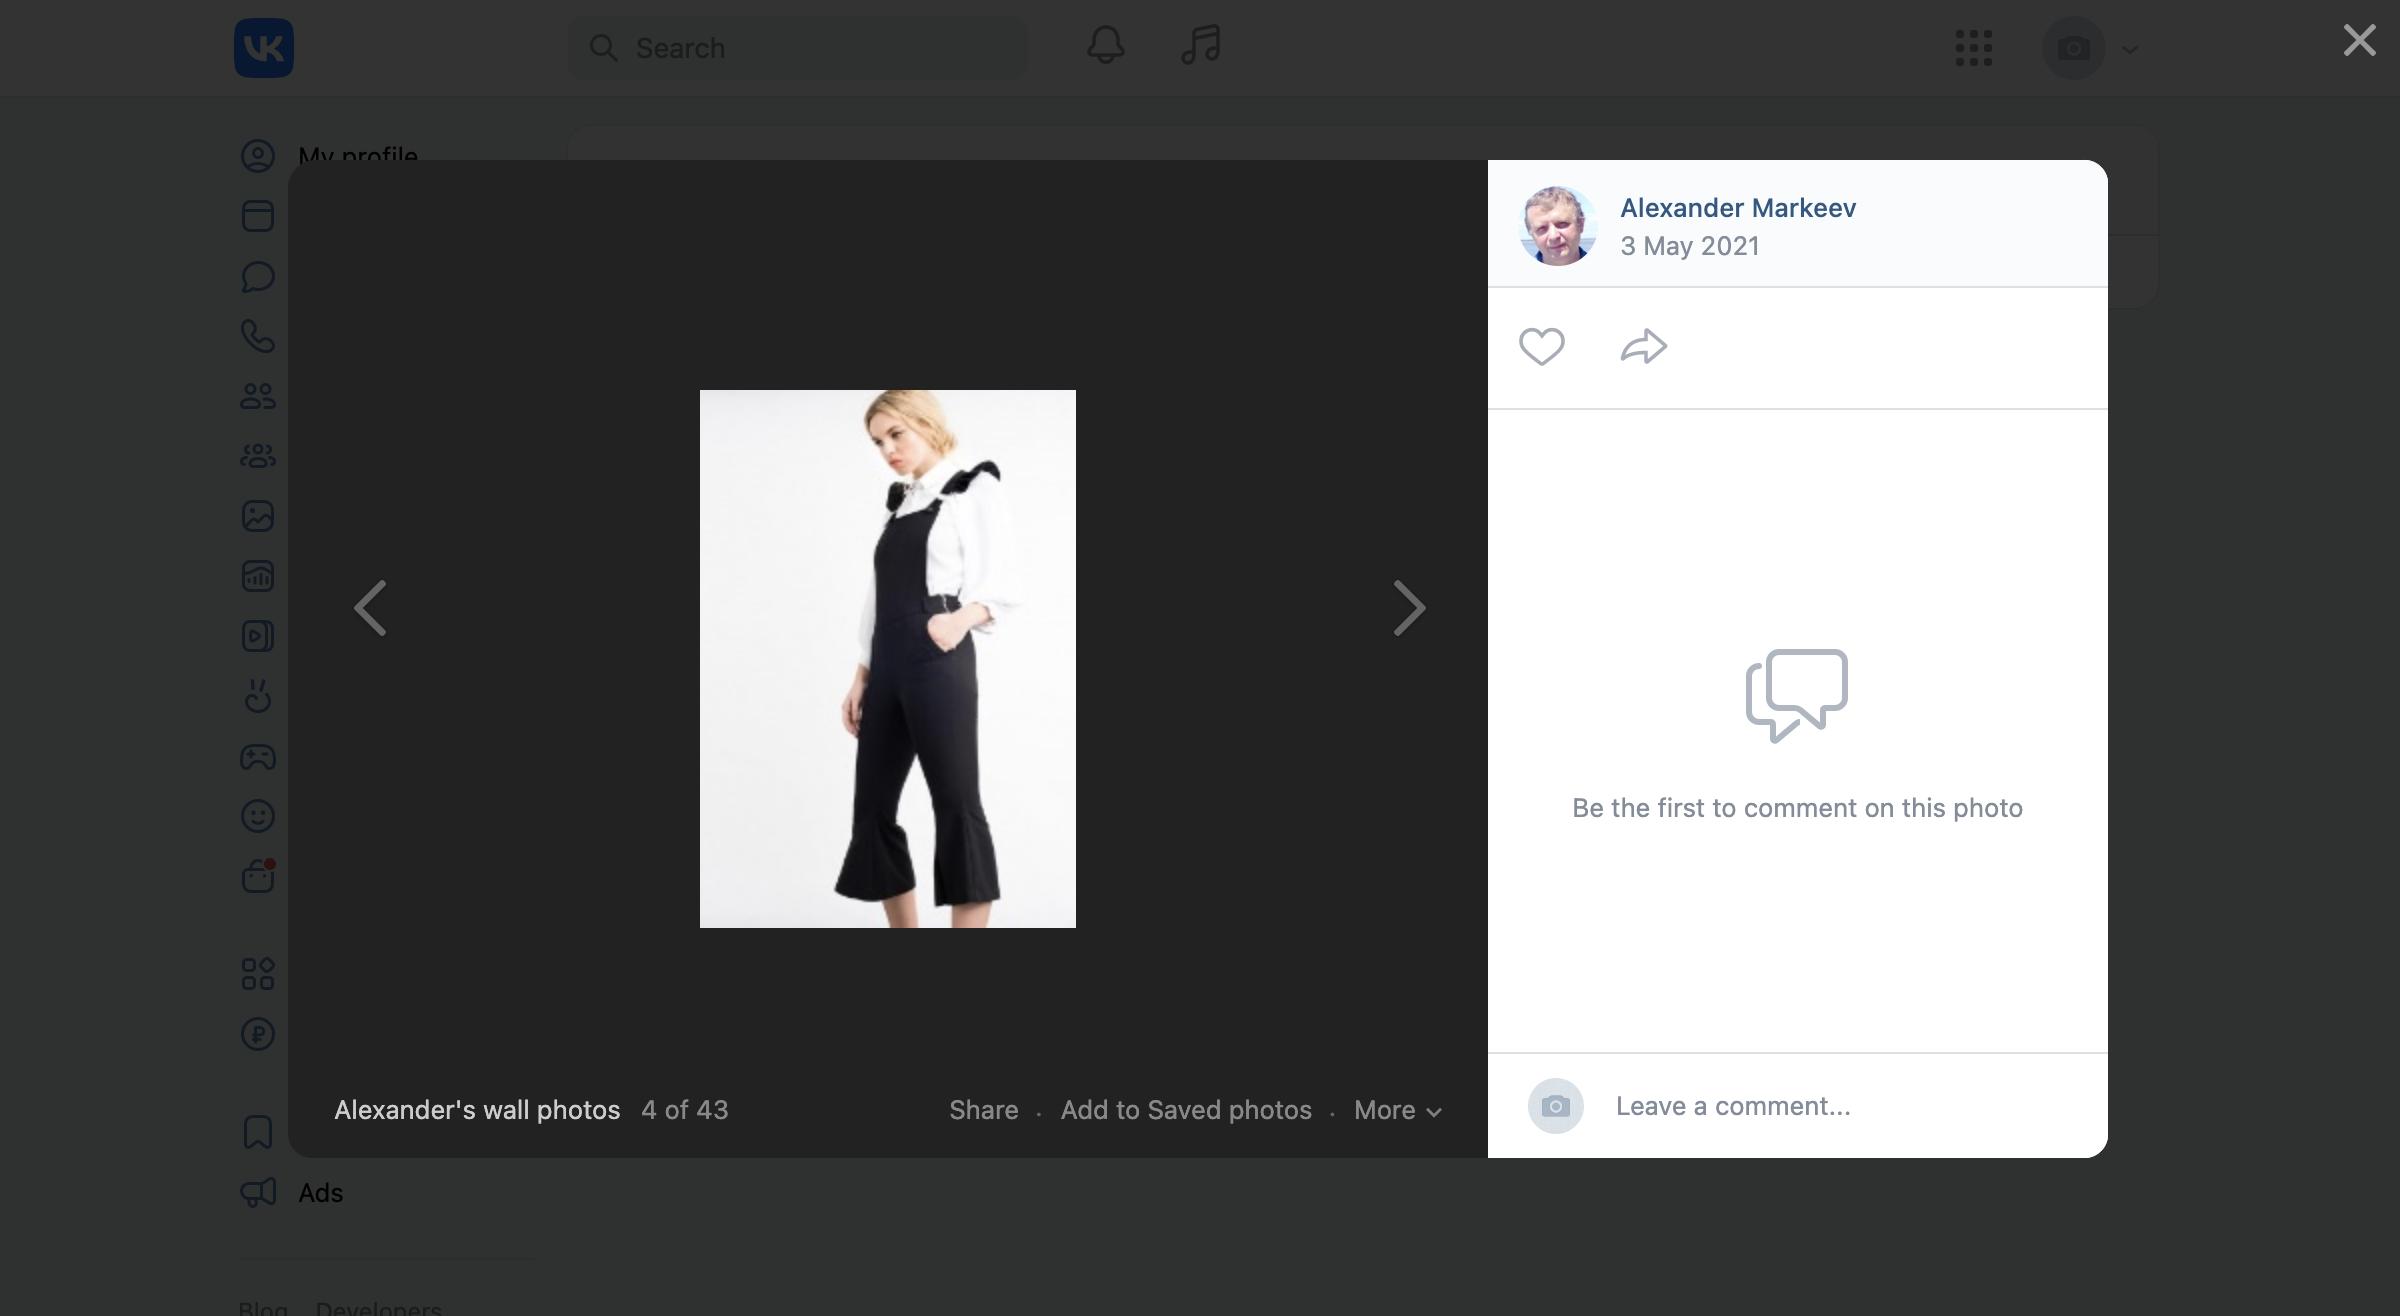 Search
My profile
Alexander Markeev
3 May 2021
Be the first to comment on this photo
Alexander's wall photos 4 of 43
Share · Add to Saved photos · More
Leave a comment...
Ads
Blog Developers